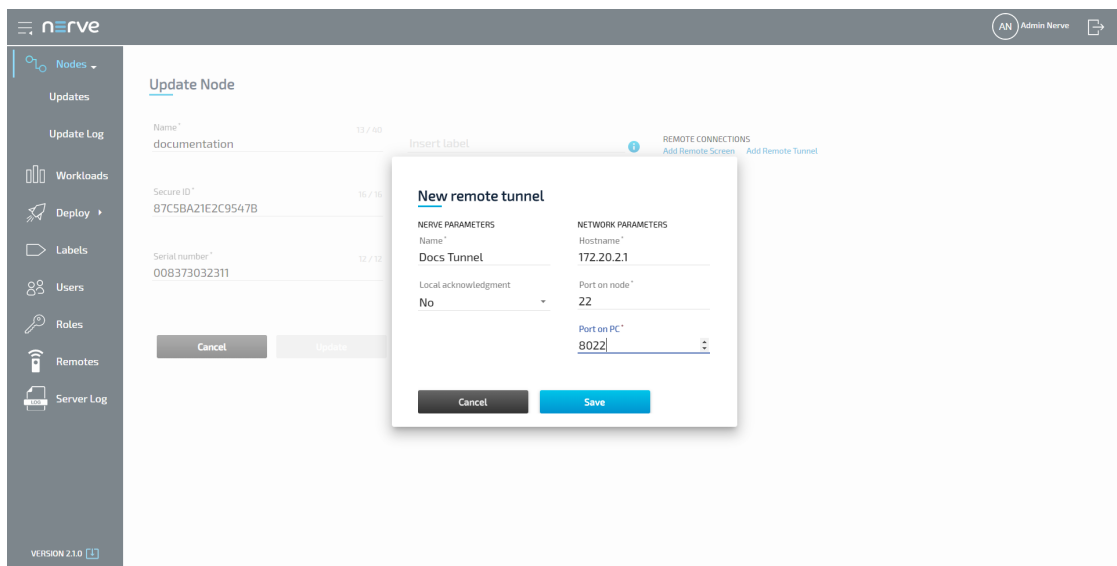 nerve
AN Admin Nerve
Nodes
Updates
Update Log
Workloads
Deploy
Labels
Users
Roles
Remotes
LOG Server Log
VERSION 2.1.0
Update Node
Name*
13 / 40
documentation
Insert label
REMOTE CONNECTIONS
Add Remote Screen Add Remote Tunnel
Secure ID*
16 / 16
87C5BA21E2C9547B
Serial number*
12 / 12
008373032311
Cancel
Update
New remote tunnel
NERVE PARAMETERS
Name*
Docs Tunnel
Local acknowledgment
No
NETWORK PARAMETERS
Hostname*
172.20.2.1
Port on node*
22
Port on PC*
8022
Cancel
Save